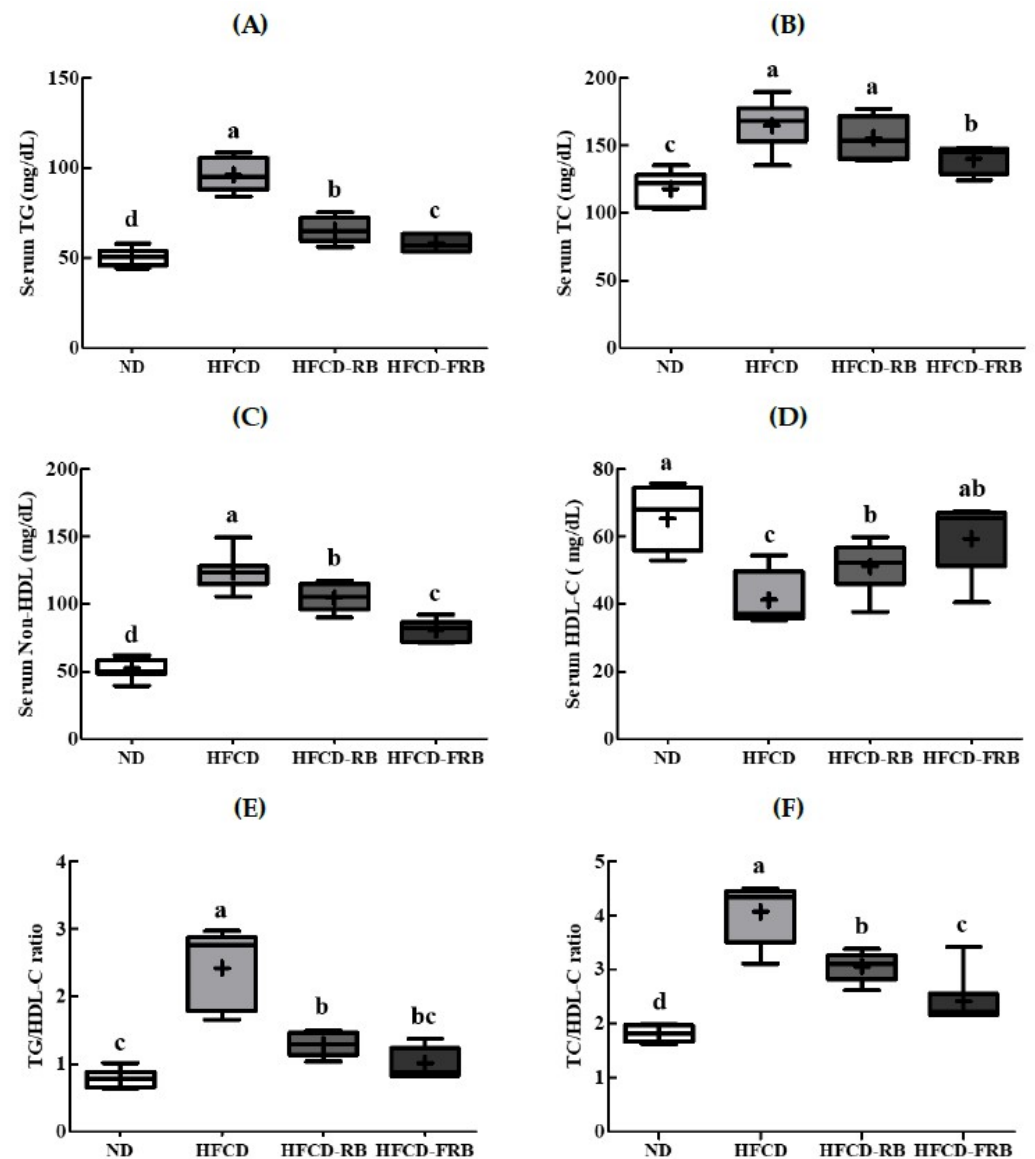 (A)
Serum TG (mg/dL)
150
100
50
0
d
a
b
c
ND HFCD HFCD-RB HFCD-FRB
(B)
Serum TC (mg/dL)
200
150
100
50
0
c
a
a
b
ND HFCD HFCD-RB HFCD-FRB
(C)
Serum Non-HDL (mg/dL)
200
150
100
50
0
d
a
b
c
ND HFCD HFCD-RB HFCD-FRB
(D)
Serum HDL-C ( mg/dL)
80
60
40
20
0
a
c
b
ab
ND HFCD HFCD-RB HFCD-FRB
(E)
TG/HDL-C ratio
4
3
2
1
0
c
a
b
bc
ND HFCD HFCD-RB HFCD-FRB
(F)
TC/HDL-C ratio
5
4
3
2
1
0
d
a
b
c
ND HFCD HFCD-RB HFCD-FRB